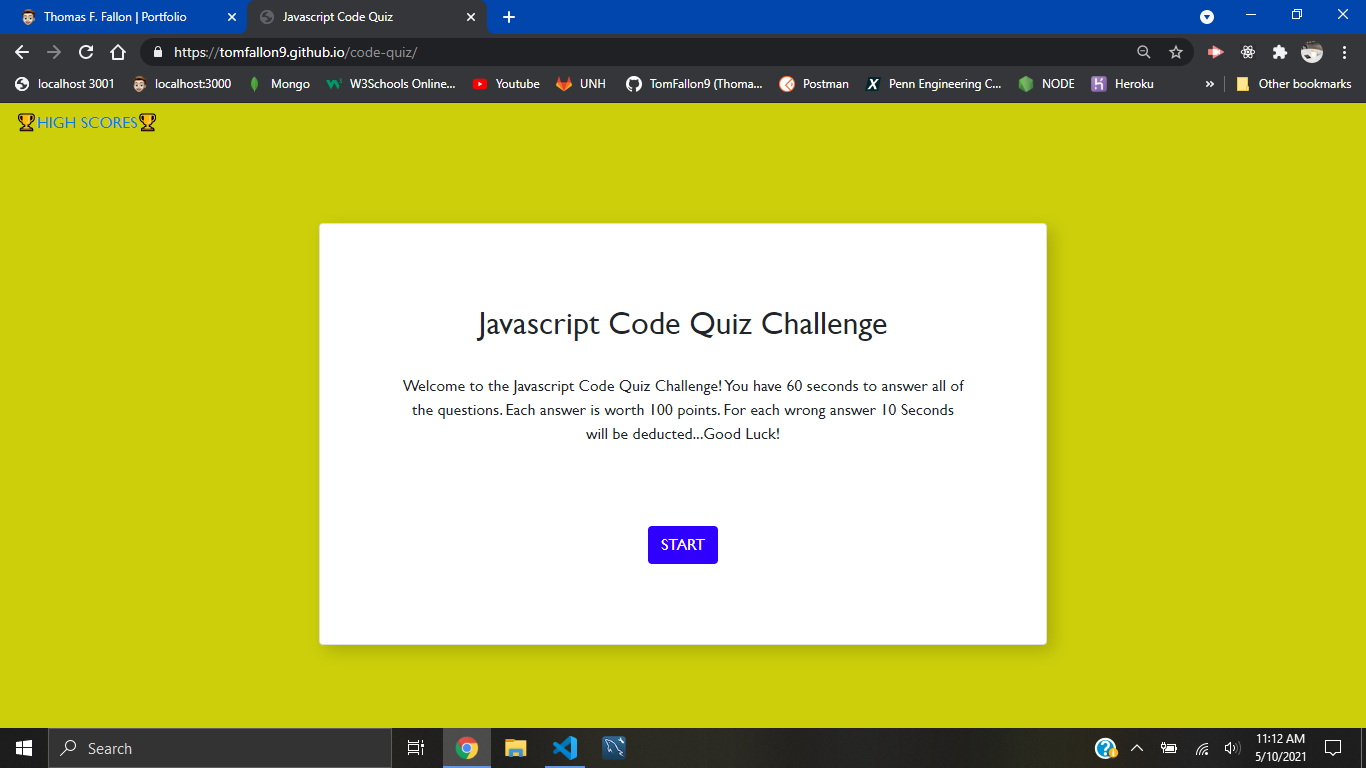 Thomas F. Fallon | Portfolio
Javascript Code Quiz
https://tomfallon9.github.io/code-quiz/
localhost 3001
localhost:3000
Mongo
W3Schools Online...
Youtube
UNH
TomFallon9 (Thoma...
Postman
Penn Engineering C...
NODE
Heroku
»
Other bookmarks
🏆HIGH SCORES🏆
Javascript Code Quiz Challenge
Welcome to the Javascript Code Quiz Challenge! You have 60 seconds to answer all of
the questions. Each answer is worth 100 points. For each wrong answer 10 Seconds
will be deducted...Good Luck!
START
Search
11:12 AM
5/10/2021